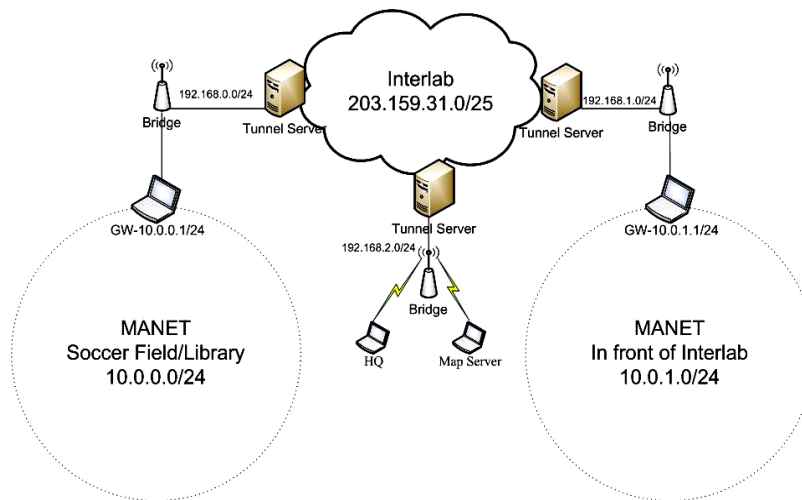 Interlab
203.159.31.0/25
192.168.0.0/24
Bridge
Tunnel Server
192.168.1.0/24
Tunnel Server
Bridge
GW-10.0.0.1/24
Tunnel Server
GW-10.0.1.1/24
192.168.2.0/24
Bridge
HQ
Map Server
MANET
Soccer Field/Library
10.0.0.0/24
MANET
In front of Interlab
10.0.1.0/24